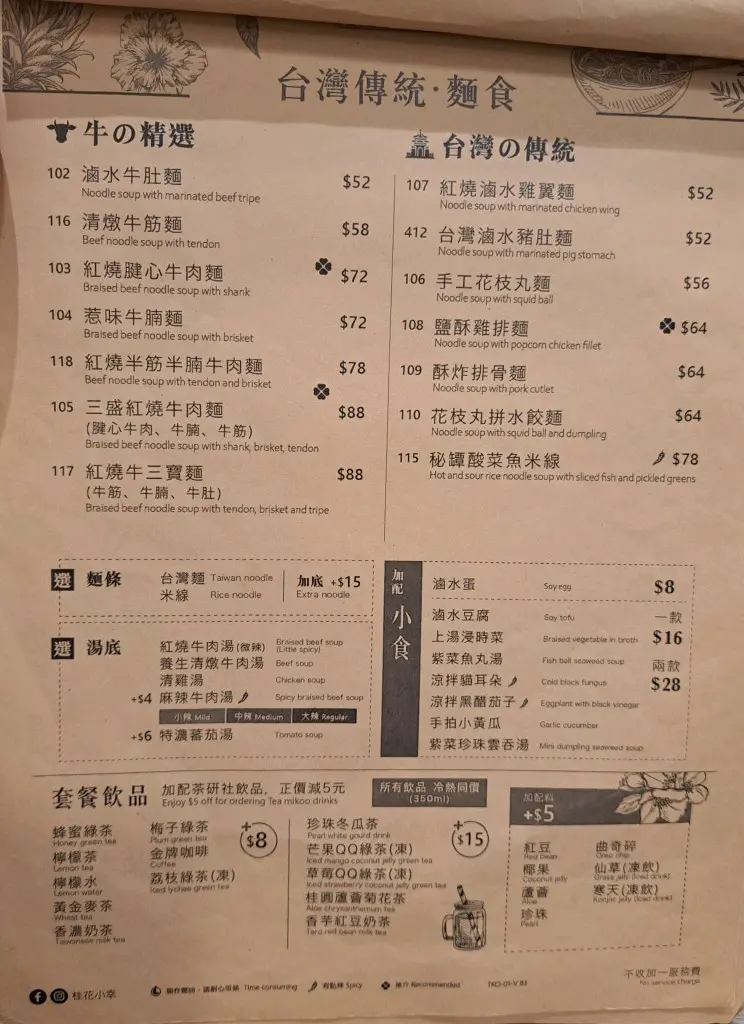 台灣傳統·麵食
牛の精選
102 滷水牛肚麵 $52
Noodle soup with marinated beef tripe
116 清燉牛筋麵 $58
Beef noodle soup with tendon
103 紅燒腱心牛肉麵 $72
Braised beef noodle soup with shank
104 惹味牛腩麵 $72
Braised beef noodle soup with brisket
118 紅燒半筋半腩牛肉麵 $78
Beef noodle soup with tendon and brisket
105 三盛紅燒牛肉麵 $88
(腱心牛肉、牛腩、牛筋)
Braised beef noodle soup with shank, brisket, tendon
117 紅燒牛三寶麵 $88
(牛筋、牛腩、牛肚)
Braised beef noodle soup with tendon, brisket and tripe
台灣の傳統
107 紅燒滷水雞翼麵 $52
Noodle soup with marinated chicken wing
412 台灣滷水豬肚麵 $52
Noodle soup with marinated pig stomach
106 手工花枝丸麵 $56
Noodle soup with squid ball
108 鹽酥雞排麵 $64
Noodle soup with popcorn chicken fillet
109 酥炸排骨麵 $64
Noodle soup with pork cutlet
110 花枝丸拼水餃麵 $64
Noodle soup with squid ball and dumpling
115 秘罈酸菜魚米線 $78
Hot and sour rice noodle soup with sliced fish and pickled greens
選 麵條
台灣麵 Taiwan noodle
米線 Rice noodle
加底 +$15
Extra noodle
選 湯底
紅燒牛肉湯(微辣) Braised beef soup (Little spicy)
養生清燉牛肉湯 Beef soup
清雞湯 Chicken soup
+$4 麻辣牛肉湯 Spicy braised beef soup
小辣 Mild 中辣 Medium 大辣 Regular
+$6 特濃蕃茄湯 Tomato soup
加配 小食
滷水蛋 Soy egg $8
滷水豆腐 Soy tofu 一款
上湯浸時菜 Braised vegetable in broth $16
紫菜魚丸湯 Fish ball seaweed soup 兩款
涼拌貓耳朵 Cold black fungus $28
涼拌黑醋茄子 Eggplant with black vinegar
手拍小黃瓜 Garlic cucumber
紫菜珍珠雲吞湯 Mini dumpling seaweed soup
套餐飲品
加配茶研社飲品, 正價減5元
Enjoy $5 off for ordering Tea mikoo drinks
所有飲品 冷熱同價
(350ml)
蜂蜜綠茶
Honey green tea
檸檬茶
Lemon tea
檸檬水
Lemon water
黃金麥茶
Wheat tea
香濃奶茶
Taiwanese milk tea
梅子綠茶
Plum green tea
金牌咖啡
Coffee
荔枝綠茶(凍)
Iced lychee green tea
+$8
珍珠冬瓜茶
Pearl white gourd drink
芒果QQ綠茶(凍)
Iced mango coconut jelly green tea
草莓QQ綠茶(凍)
Iced strawberry coconut jelly green tea
桂圓蘆薈菊花茶
Aloe chrysanthemum tea
香芋紅豆奶茶
Taro red bean milk tea
+$15
加配料
+$5
紅豆
Red bean
椰果
Coconut jelly
蘆薈
Aloe
珍珠
Pearl
曲奇碎
Oreo chip
仙草(凍飲)
Grass jelly (iced drink)
寒天(凍飲)
Konjac jelly (iced drink)
不收加一服務費
No service charge
桂花小幸
Time consuming
有點辣 Spicy
推介 Recommended